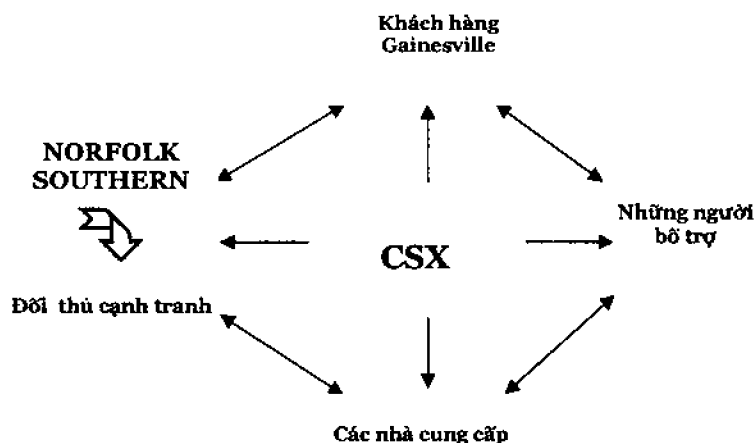 Khách hàng
Gainesville
NORFOLK
SOUTHERN
Những người
bổ trợ
CSX
Đối thủ cạnh tranh
Các nhà cung cấp